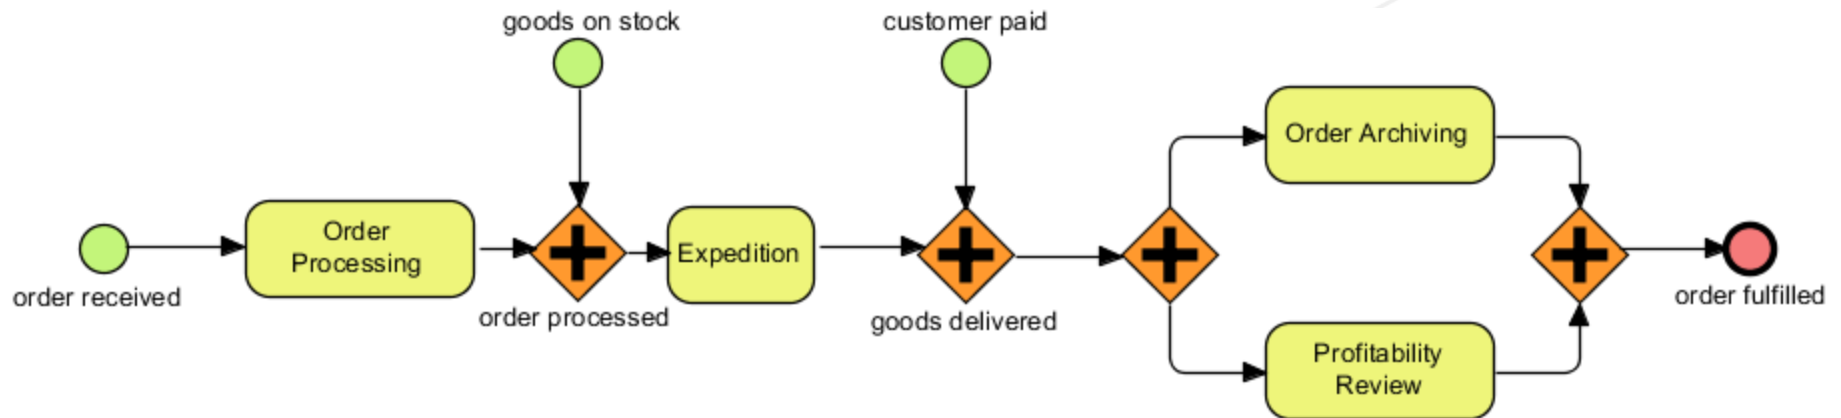 goods on stock
customer paid
Order Archiving
Order
Processing
Expedition
order received
order processed
goods delivered
order fulfilled
Profitability
Review